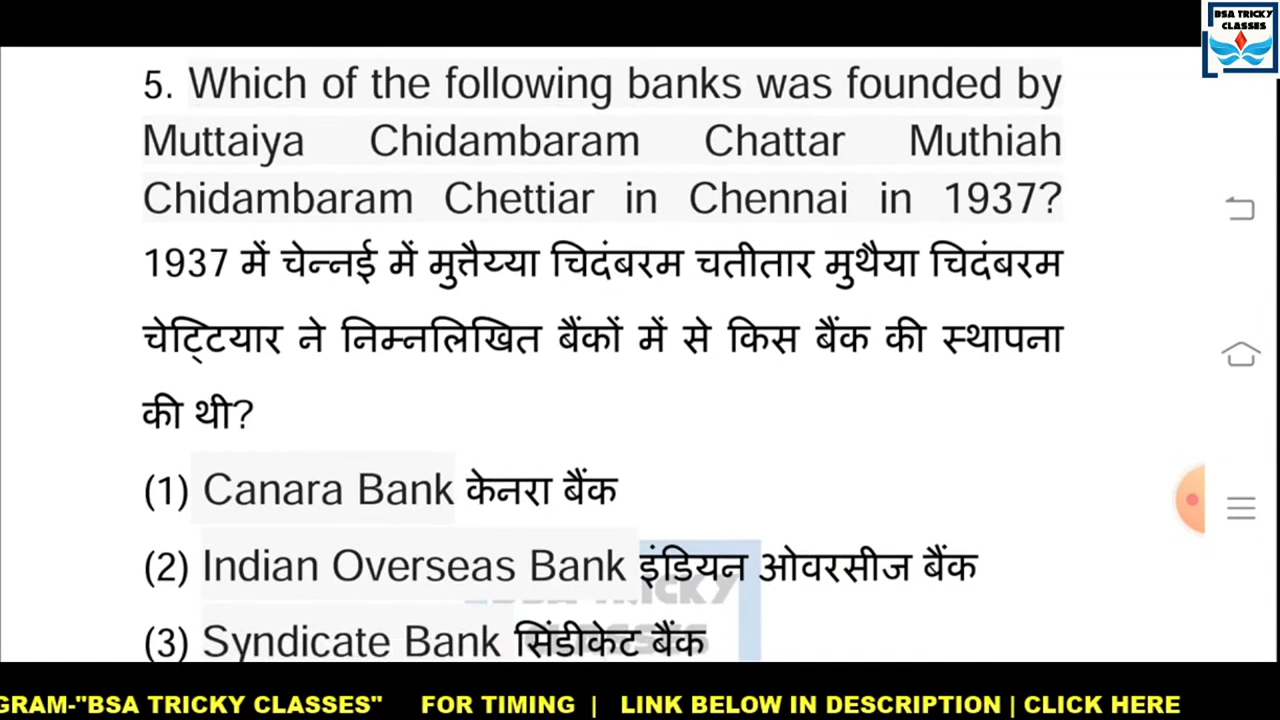 BSA TRICKY
CLASSES
5. Which of the following banks was founded by
Muttaiya Chidambaram Chattar Muthiah
Chidambaram Chettiar in Chennai in 1937?
1937 में चेन्नई में मुत्तैय्या चिदंबरम चतीतार मुथैया चिदंबरम
चेट्टियार ने निम्नलिखित बैंकों में से किस बैंक की स्थापना
की थी?
(1) Canara Bank केनरा बैंक
(2) Indian Overseas Bank इंडियन ओवरसीज बैंक
(3) Syndicate Bank सिंडीकेट बैंक
GRAM-"BSA TRICKY CLASSES" FOR TIMING | LINK BELOW IN DESCRIPTION | CLICK HERE